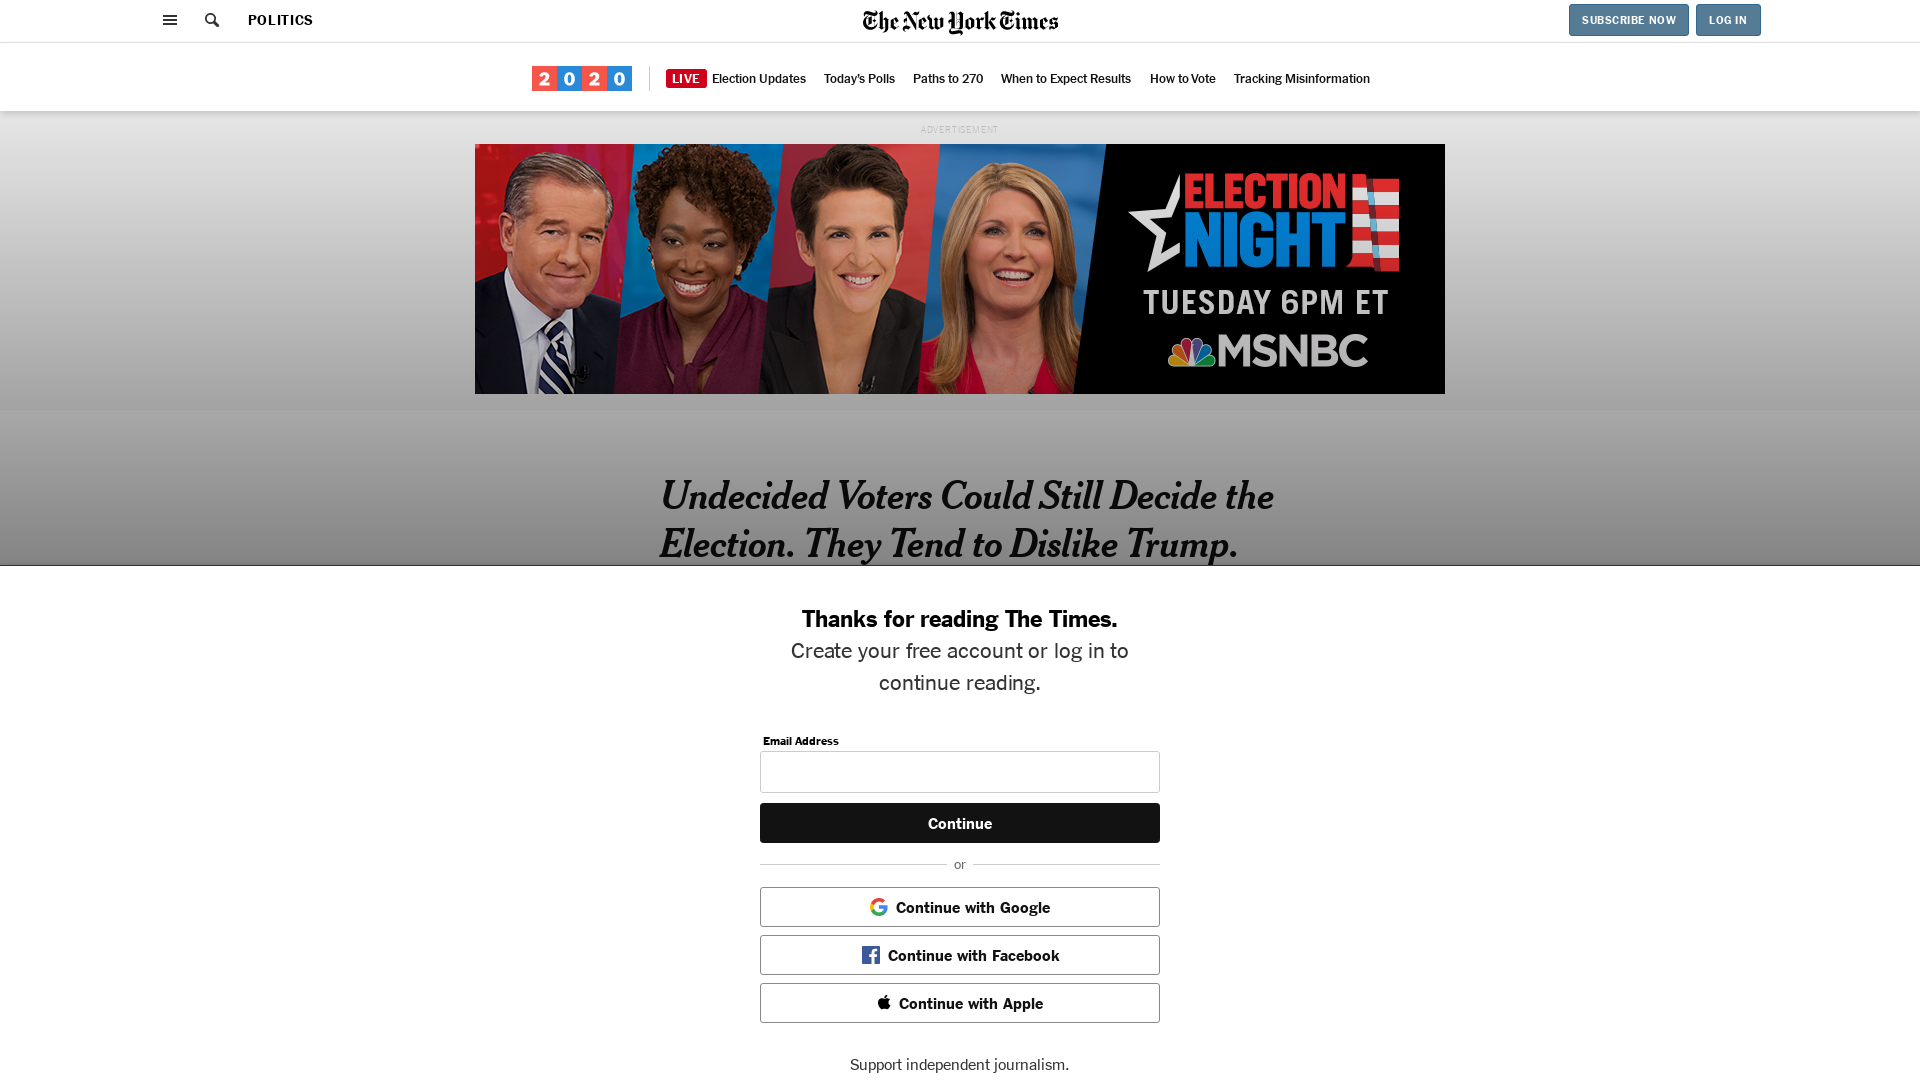 POLITICS
The New York Times
SUBSCRIBE NOW
LOG IN
2020
LIVE Election Updates
Today's Polls
Paths to 270
When to Expect Results
How to Vote
Tracking Misinformation
ADVERTISEMENT
ELECTION
NIGHT
TUESDAY 6PM ET
MSNBC
Undecided Voters Could Still Decide the
Election. They Tend to Dislike Trump.
Thanks for reading The Times.
Create your free account or log in to
continue reading.
Email Address
Continue
or
Continue with Google
Continue with Facebook
Continue with Apple
Support independent journalism.